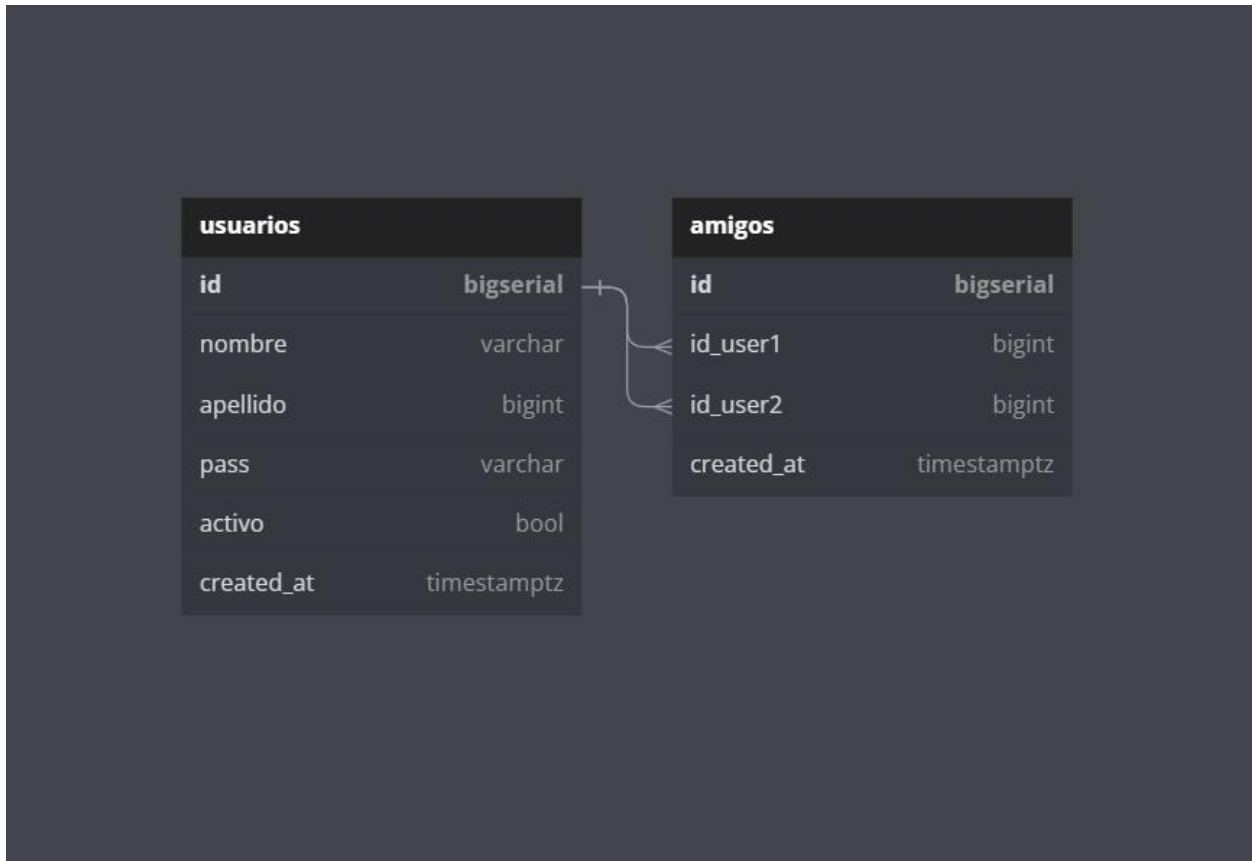 usuarios
id bigserial
nombre varchar
apellido bigint
pass varchar
activo bool
created_at timestamptz
amigos
id bigserial
id_user1 bigint
id_user2 bigint
created_at timestamptz